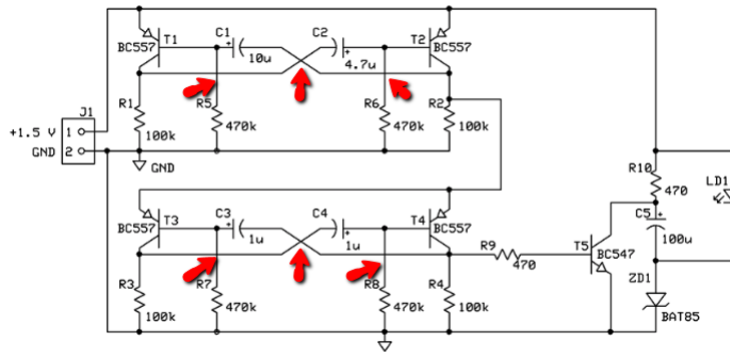 T1
C1
C2
T2
BC557
+
10u
+
4.7u
BC557
R1
100k
R5
470k
R6
470k
R2
100k
J1
+1.5 V
1
GND
2
GND
R10
470
LD1
T3
C3
C4
T4
BC557
+
1u
+
1u
BC557
R9
470
T5
BC547
C5
+
100u
R3
100k
R7
470k
R8
470k
R4
100k
ZD1
BAT85